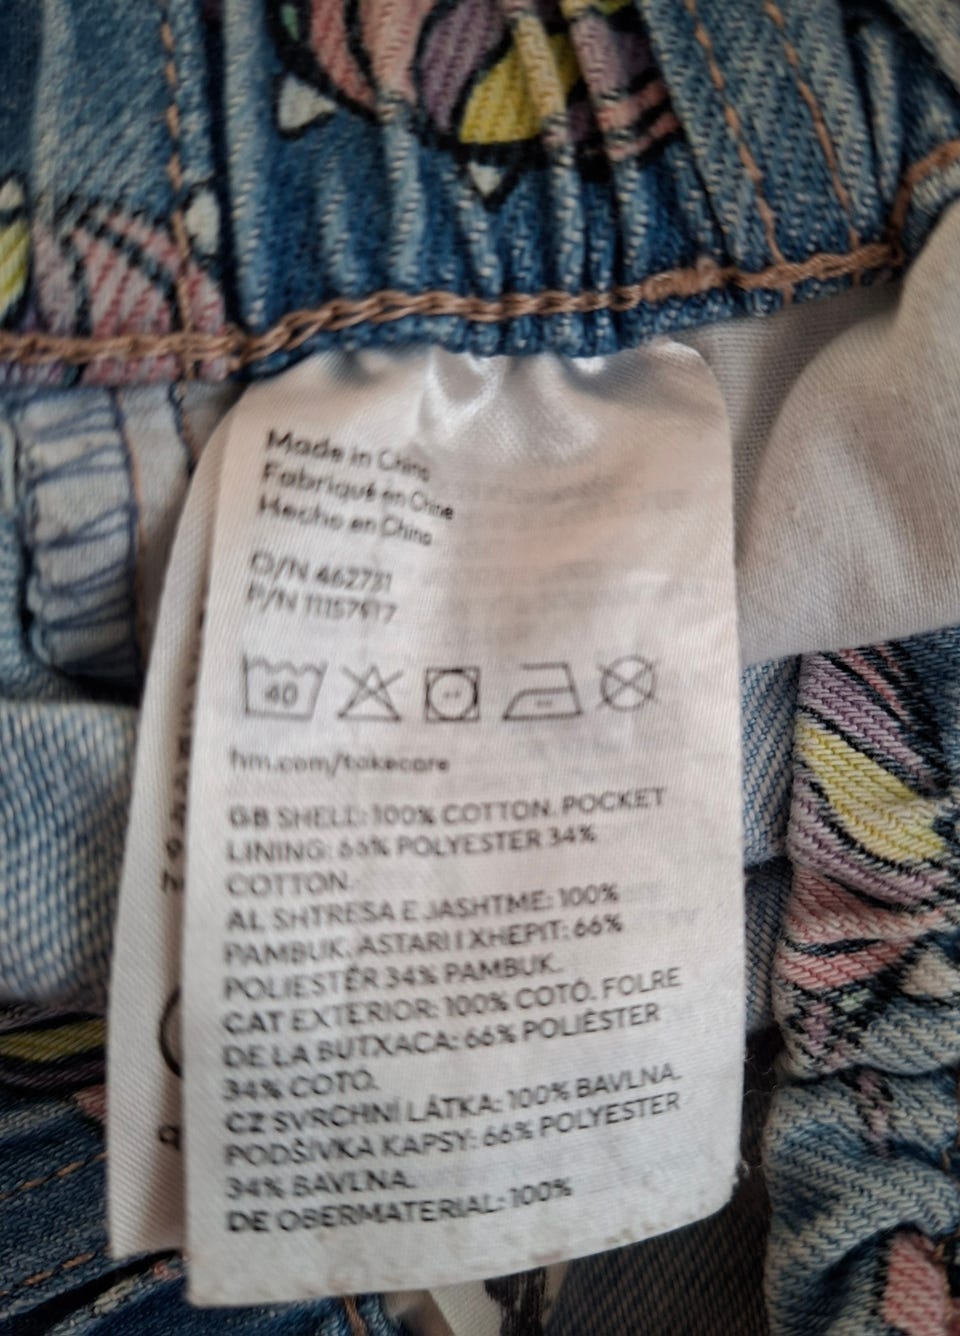 Made in China
Fabriqué en Chine
Hecho en China
O/N 462731
P/N
40
hm.com/takecare
GB SHELL: 100% COTTON. POCKET
LINING: 66% POLYESTER 34%
COTTON.
AL SHTRESA E JASHTME: 100%
PAMBUK. ASTARI I XHEPIT: 66%
POLIESTËR 34% PAMBUK.
CAT EXTERIOR: 100% COTÓ. FOLRE
DE LA BUTXACA: 66% POLIÈSTER
34% COTÓ.
CZ SVRCHNÍ LÁTKA: 100% BAVLNA.
PODŠÍVKA KAPSY: 66% POLYESTER
34% BAVLNA.
DE OBERMATERIAL: 100%